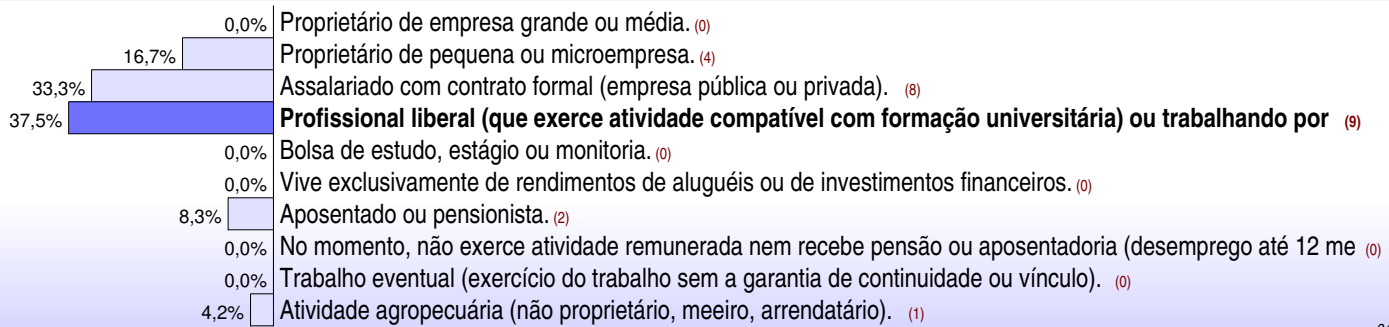 0,0% Proprietário de empresa grande ou média. (0)
16,7% Proprietário de pequena ou microempresa. (4)
33,3% Assalariado com contrato formal (empresa pública ou privada). (8)
37,5% Profissional liberal (que exerce atividade compatível com formação universitária) ou trabalhando por (9)
0,0% Bolsa de estudo, estágio ou monitoria. (0)
0,0% Vive exclusivamente de rendimentos de aluguéis ou de investimentos financeiros. (0)
8,3% Aposentado ou pensionista. (2)
0,0% No momento, não exerce atividade remunerada nem recebe pensão ou aposentadoria (desemprego até 12 me (0)
0,0% Trabalho eventual (exercício do trabalho sem a garantia de continuidade ou vínculo). (0)
4,2% Atividade agropecuária (não proprietário, meeiro, arrendatário). (1)